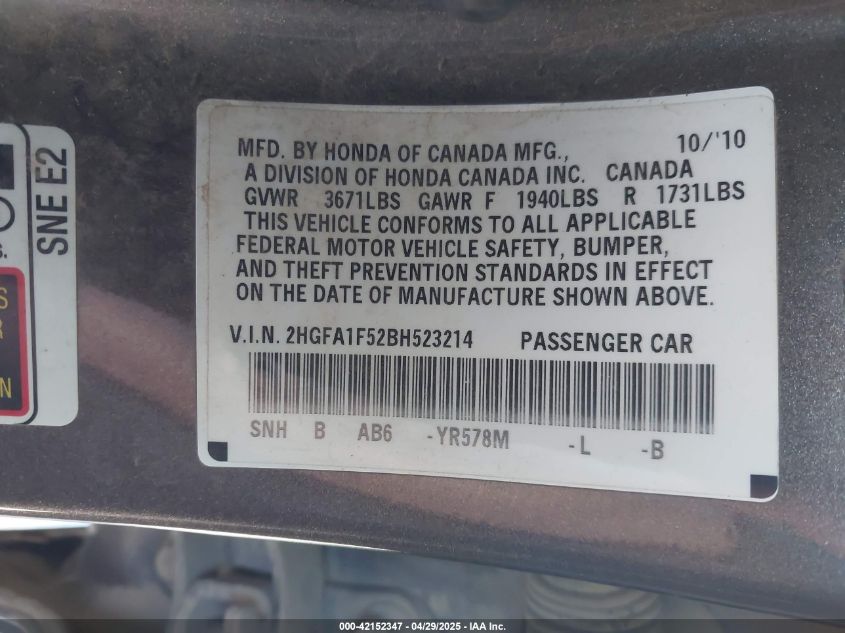 MFD. BY HONDA OF CANADA MFG., 10/'10
A DIVISION OF HONDA CANADA INC. CANADA
GVWR 3671LBS GAWR F 1940LBS R 1731LBS
THIS VEHICLE CONFORMS TO ALL APPLICABLE
FEDERAL MOTOR VEHICLE SAFETY, BUMPER,
AND THEFT PREVENTION STANDARDS IN EFFECT
ON THE DATE OF MANUFACTURE SHOWN ABOVE.
V.I.N. 2HGFA1F52BH523214 PASSENGER CAR
SNH B AB6 -YR578M -L -B
SNE E2
000-42152347 - 04/29/2025 - IAA Inc.